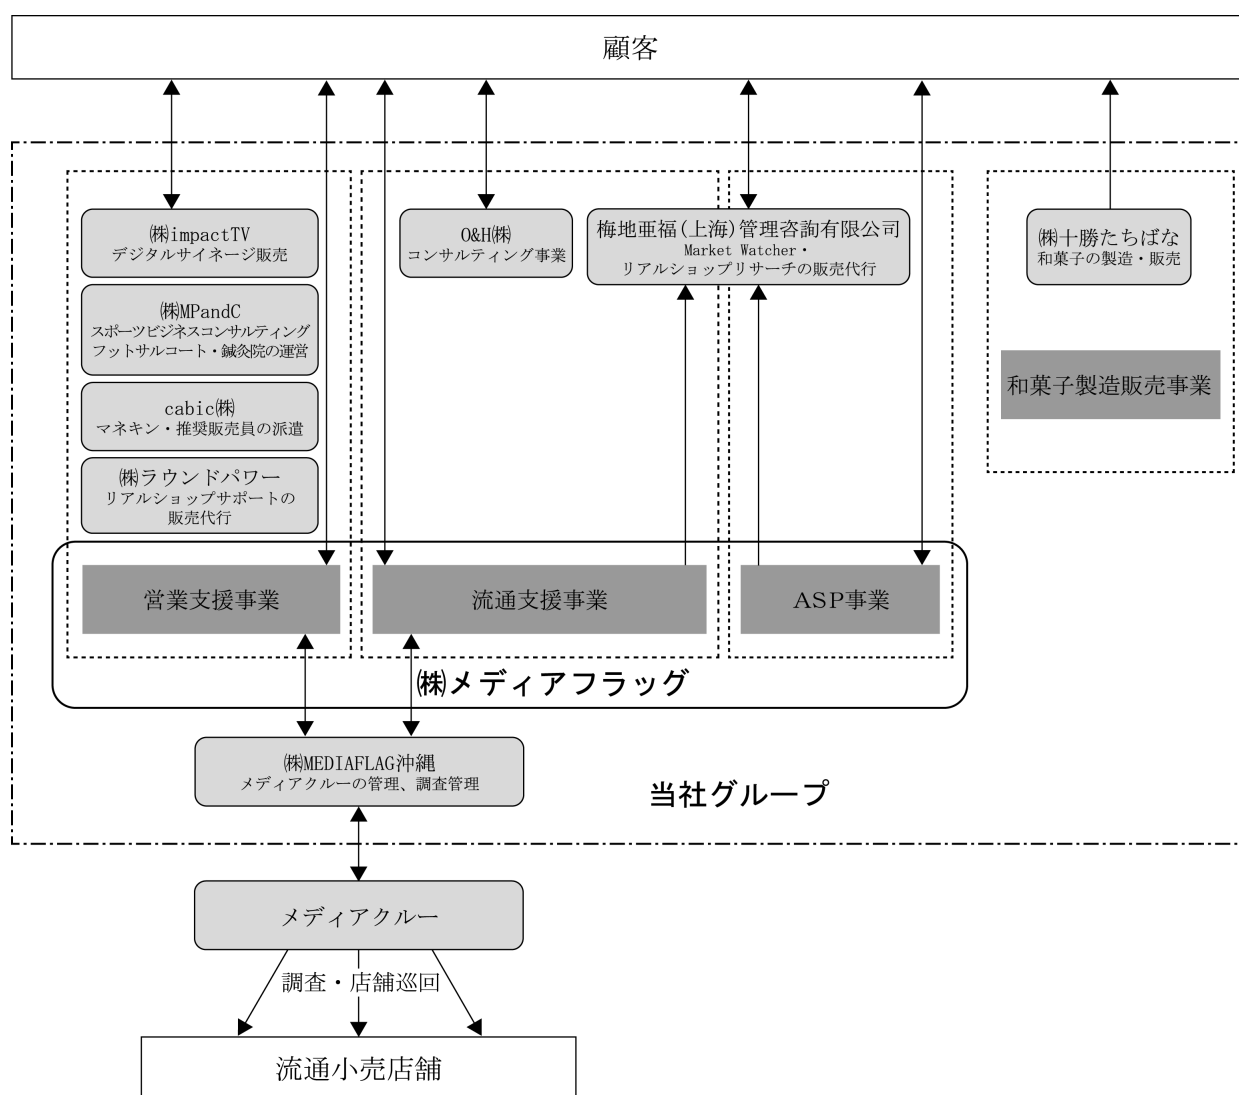 顧客
㈱impactTV
デジタルサイネージ販売
㈱MPandC
スポーツビジネスコンサルティング
フットサルコート・鍼灸院の運営
cabic㈱
マネキン・推奨販売員の派遣
㈱ラウンドパワー
リアルショップサポートの
販売代行
O&H㈱
コンサルティング事業
梅地亜福(上海)管理咨詢有限公司
Market Watcher・
リアルショップリサーチの販売代行
㈱十勝たちばな
和菓子の製造・販売
和菓子製造販売事業
営業支援事業
流通支援事業
ASP事業
㈱メディアフラッグ
㈱MEDIAFLAG沖縄
メディアクルーの管理、調査管理
当社グループ
メディアクルー
調査・店舗巡回
流通小売店舗